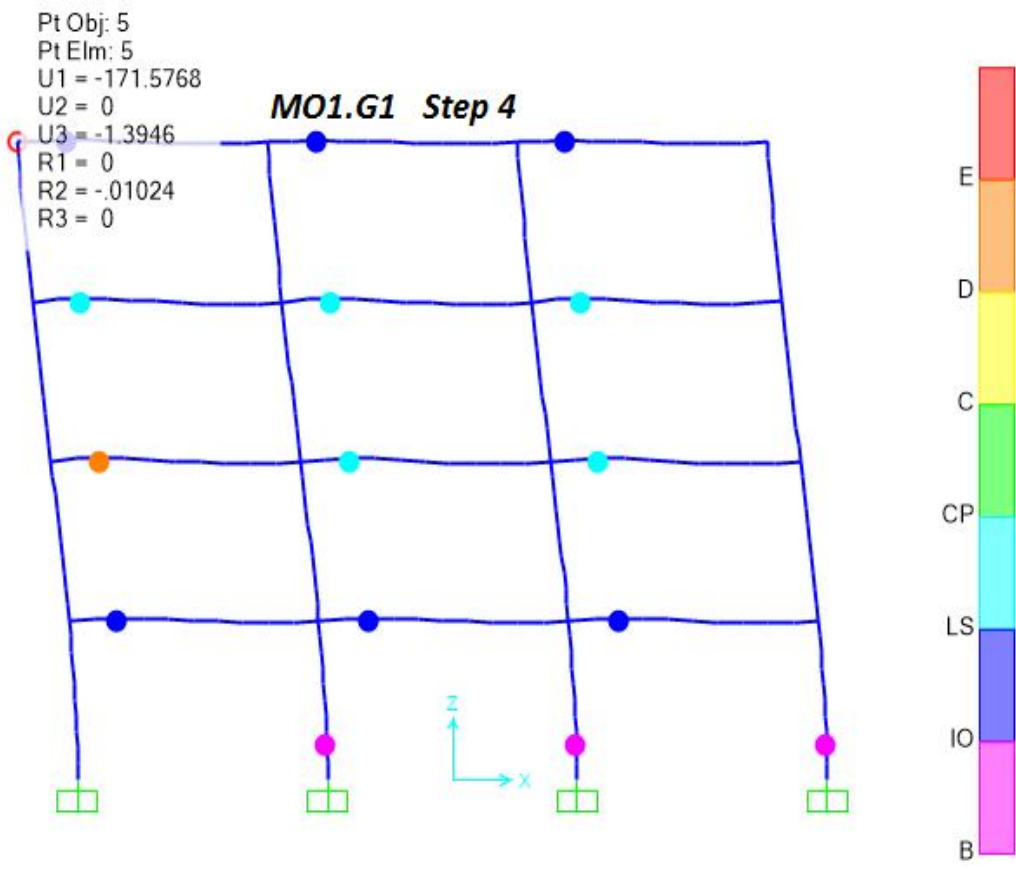 Pt Obj: 5
Pt Elm: 5
U1 = -171.5768
U2 = 0
U3 = -1.3946
R1 = 0
R2 = -.01024
R3 = 0
MO1.G1 Step 4
E
D
C
CP
LS
IO
B
Z
X